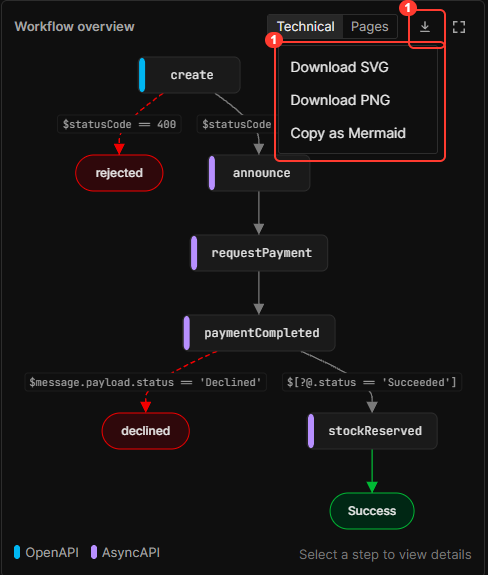 Workflow overview
Technical
Pages
1
1
Download SVG
Download PNG
Copy as Mermaid
create
$statusCode == 400
$statusCode
rejected
announce
requestPayment
paymentCompleted
$message.payload.status == 'Declined'
$[?@.status == 'Succeeded']
declined
stockReserved
Success
OpenAPI
AsyncAPI
Select a step to view details